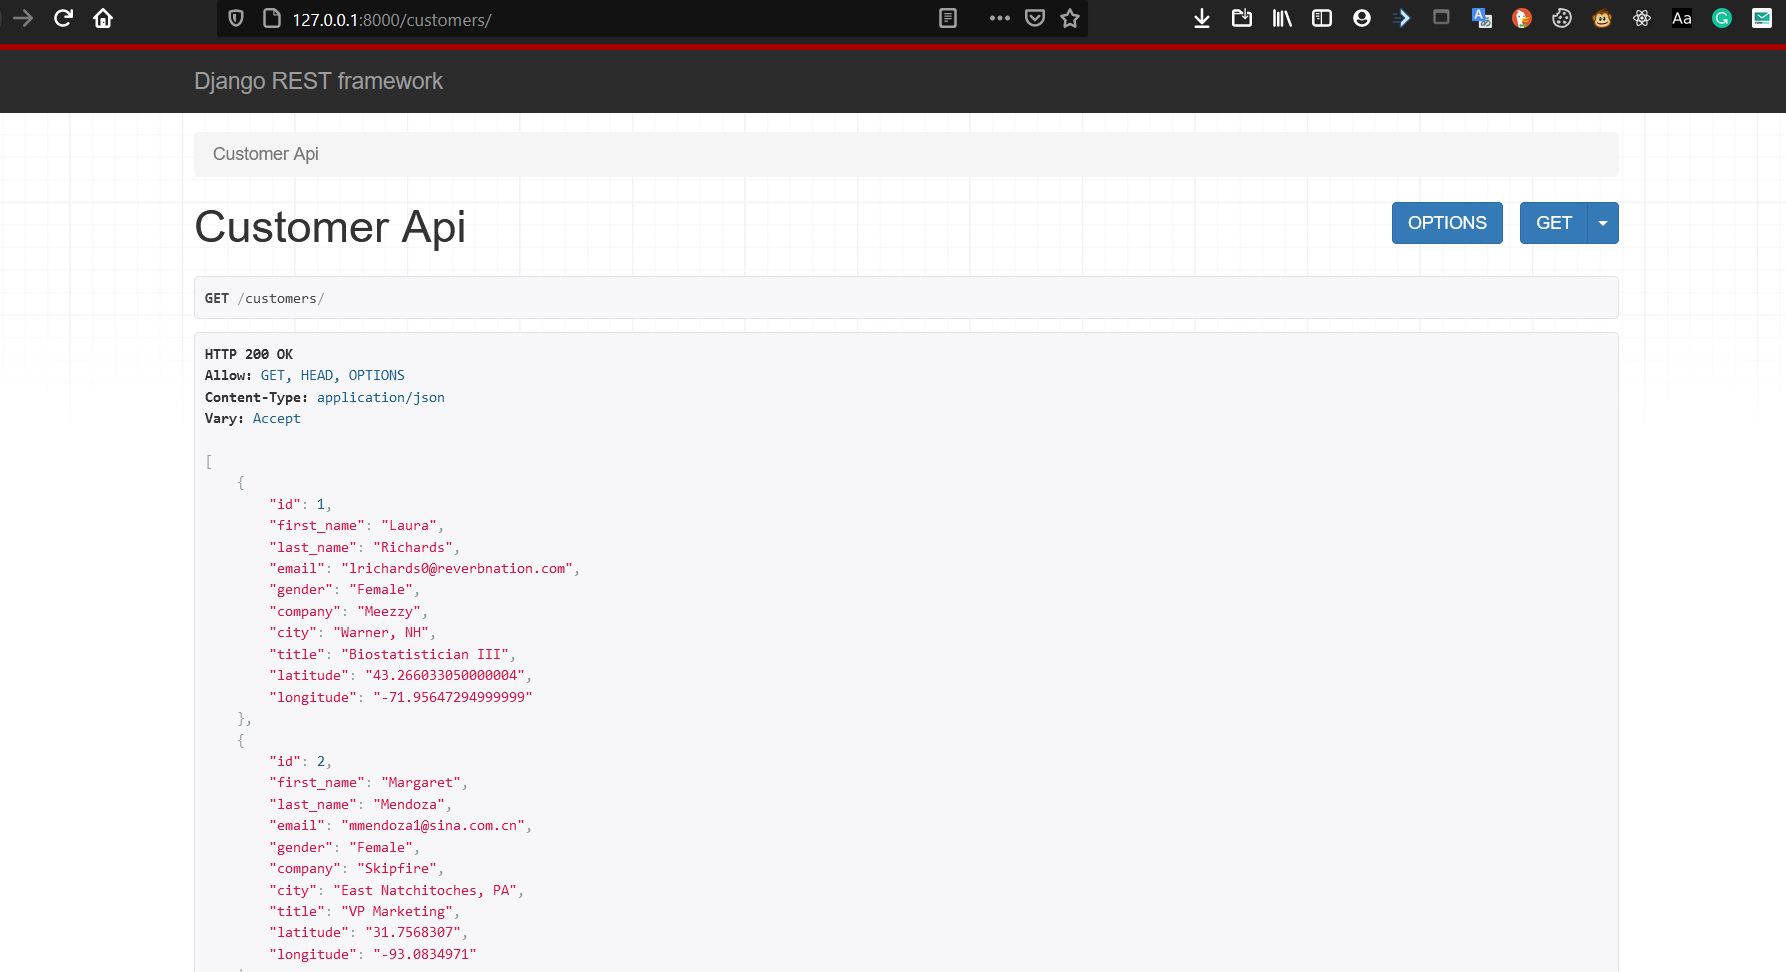 127.0.0.1:8000/customers/
Aa
Django REST framework
Customer Api
Customer Api
OPTIONS
GET
GET /customers/
HTTP 200 OK
Allow: GET, HEAD, OPTIONS
Content-Type: application/json
Vary: Accept
[
{
"id": 1,
"first_name": "Laura",
"last_name": "Richards",
"email": "lrichards0@reverbnation.com",
"gender": "Female",
"company": "Meezzy",
"city": "Warner, NH",
"title": "Biostatistician III",
"latitude": "43.266033050000004",
"longitude": "-71.95647294999999"
},
{
"id": 2,
"first_name": "Margaret",
"last_name": "Mendoza",
"email": "mmendoza1@sina.com.cn",
"gender": "Female",
"company": "Skipfire",
"city": "East Natchitoches, PA",
"title": "VP Marketing",
"latitude": "31.7568307",
"longitude": "-93.0834971"